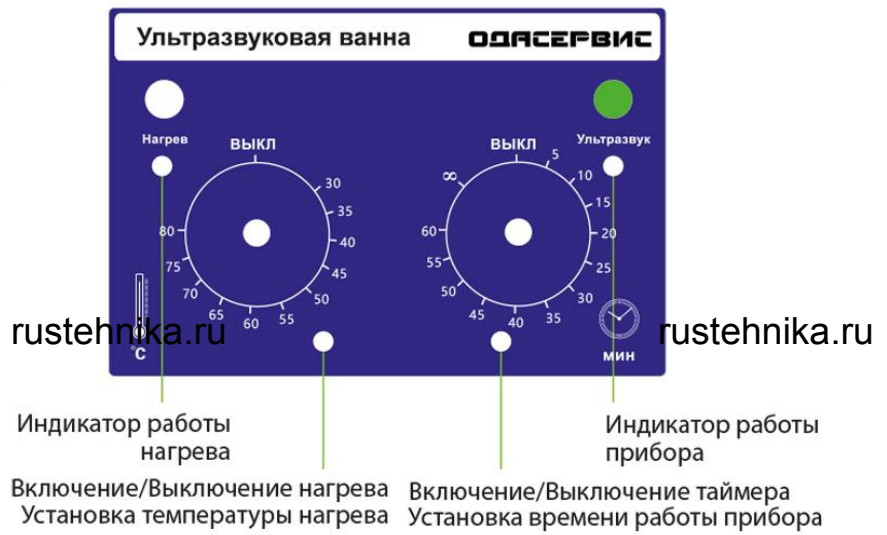 Ультразвуковая ванна ОДАСЕРВИС
Нагрев
Ультразвук
ВЫКЛ
30
35
40
45
50
55
60
65
70
75
80
°C
ВЫКЛ
5
10
15
20
25
30
35
40
45
50
55
60
∞
МИН
rustehnika.ru
rustehnika.ru
Индикатор работы
нагрева
Индикатор работы
прибора
Включение/Выключение нагрева
Установка температуры нагрева
Включение/Выключение таймера
Установка времени работы прибора